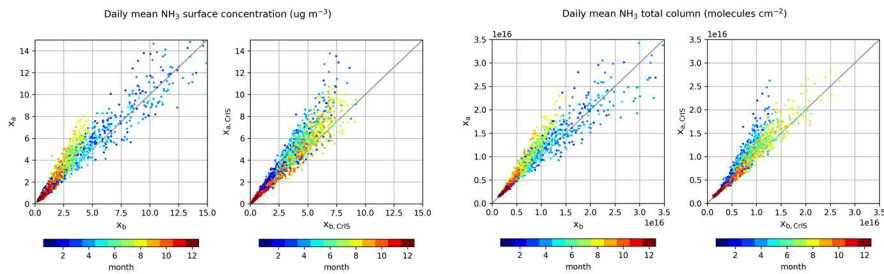 Daily mean NH3 surface concentration (ug m−3)
Daily mean NH3 total column (molecules cm−2)
14
12
10
8
6
4
2
0
0.0 2.5 5.0 7.5 10.0 12.5 15.0
xa
xb
2 4 6 8 10 12
month
14
12
10
8
6
4
2
0
0.0 2.5 5.0 7.5 10.0 12.5 15.0
xa, CrIS
xb, CrIS
2 4 6 8 10 12
month
1e16
3.5
3.0
2.5
2.0
1.5
1.0
0.5
0.0
0.0 0.5 1.0 1.5 2.0 2.5 3.0 3.5
1e16
xa
xb
2 4 6 8 10 12
month
1e16
3.5
3.0
2.5
2.0
1.5
1.0
0.5
0.0
0.0 0.5 1.0 1.5 2.0 2.5 3.0 3.5
1e16
xa, CrIS
xb, CrIS
2 4 6 8 10 12
month